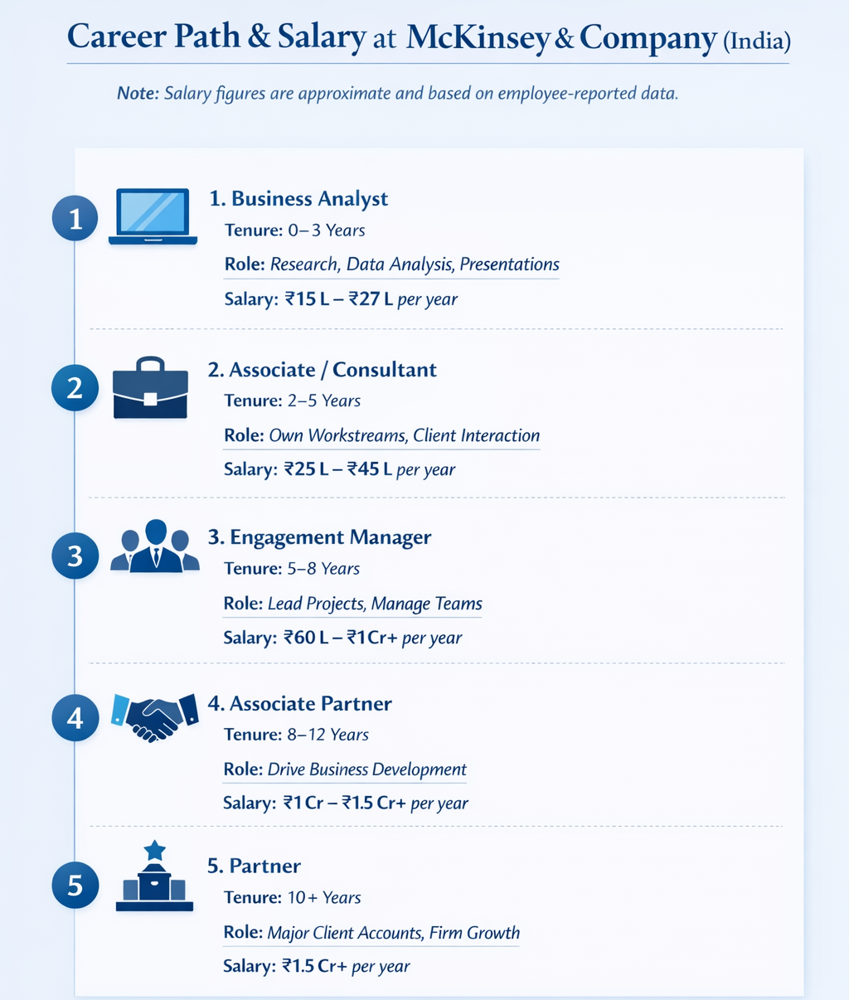 Career Path & Salary at McKinsey & Company (India)
Note: Salary figures are approximate and based on employee-reported data.
1
1. Business Analyst
Tenure: 0–3 Years
Role: Research, Data Analysis, Presentations
Salary: ₹15 L – ₹27 L per year
2
2. Associate / Consultant
Tenure: 2–5 Years
Role: Own Workstreams, Client Interaction
Salary: ₹25 L – ₹45 L per year
3
3. Engagement Manager
Tenure: 5–8 Years
Role: Lead Projects, Manage Teams
Salary: ₹60 L – ₹1 Cr+ per year
4
4. Associate Partner
Tenure: 8–12 Years
Role: Drive Business Development
Salary: ₹1 Cr – ₹1.5 Cr+ per year
5
5. Partner
Tenure: 10+ Years
Role: Major Client Accounts, Firm Growth
Salary: ₹1.5 Cr+ per year